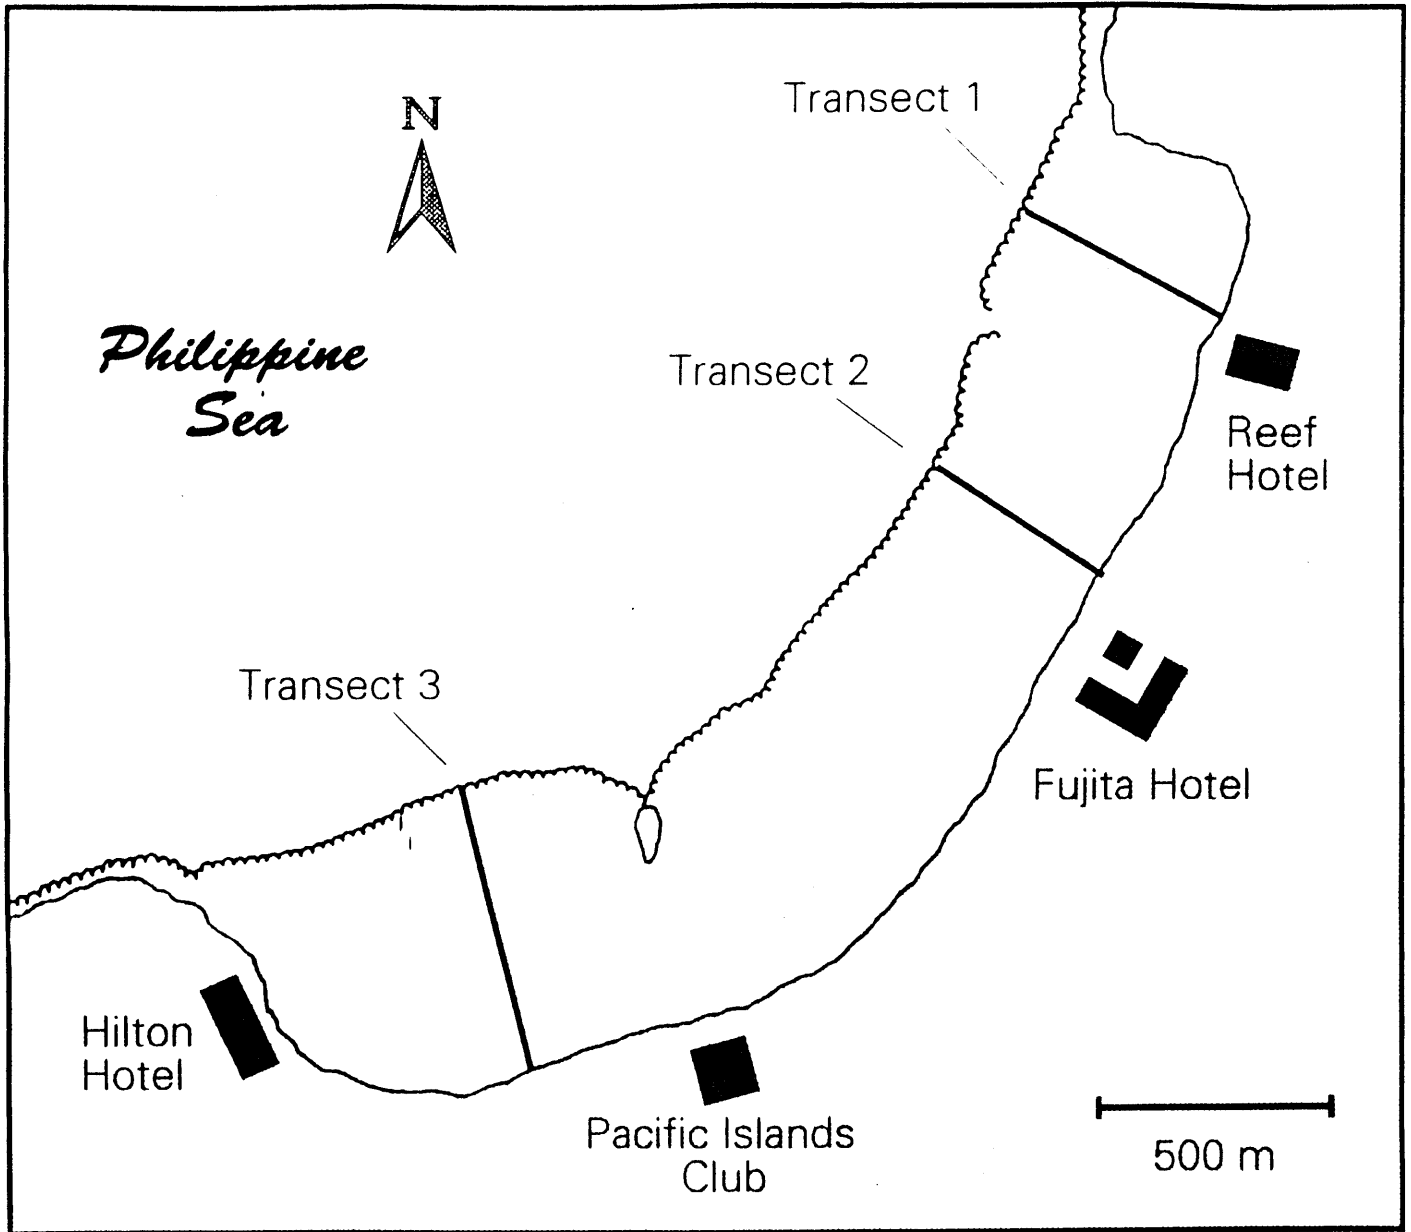 Transect 1
N
Philippine
Sea
Transect 2
Reef
Hotel
Transect 3
Fujita Hotel
Hilton
Hotel
Pacific Islands
Club
500 m